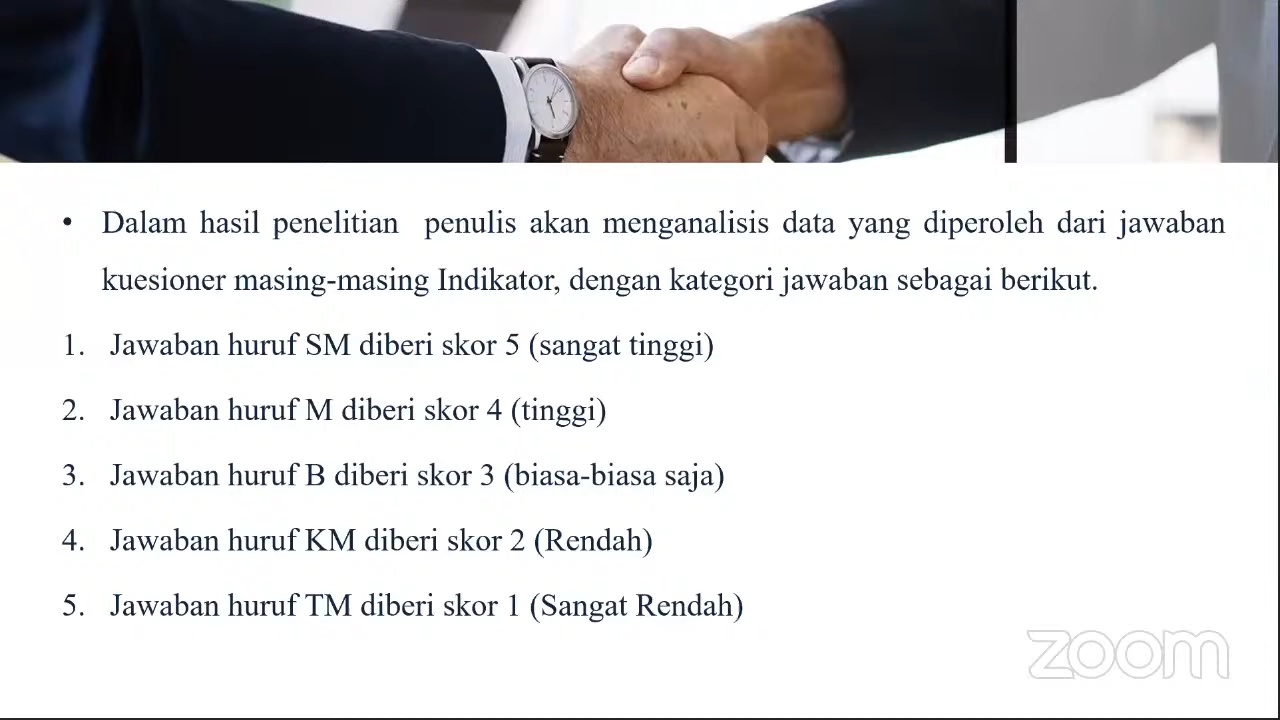 • Dalam hasil penelitian penulis akan menganalisis data yang diperoleh dari jawaban
kuesioner masing-masing Indikator, dengan kategori jawaban sebagai berikut.
1. Jawaban huruf SM diberi skor 5 (sangat tinggi)
2. Jawaban huruf M diberi skor 4 (tinggi)
3. Jawaban huruf B diberi skor 3 (biasa-biasa saja)
4. Jawaban huruf KM diberi skor 2 (Rendah)
5. Jawaban huruf TM diberi skor 1 (Sangat Rendah)
zoom